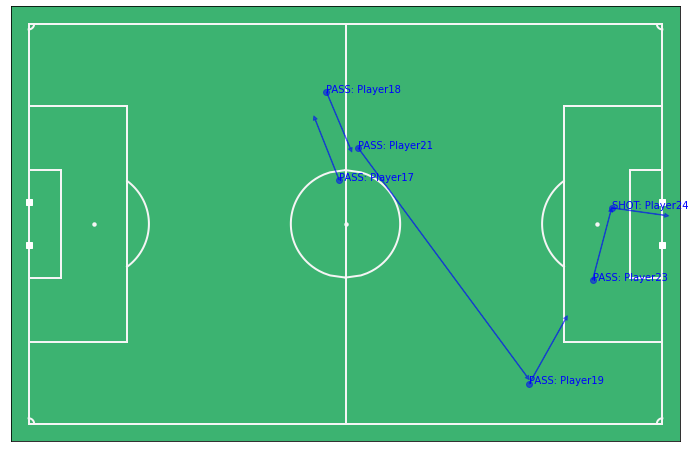 PASS: Player18
PASS: Player21
PASS: Player17
SHOT: Player24
PASS: Player23
PASS: Player19